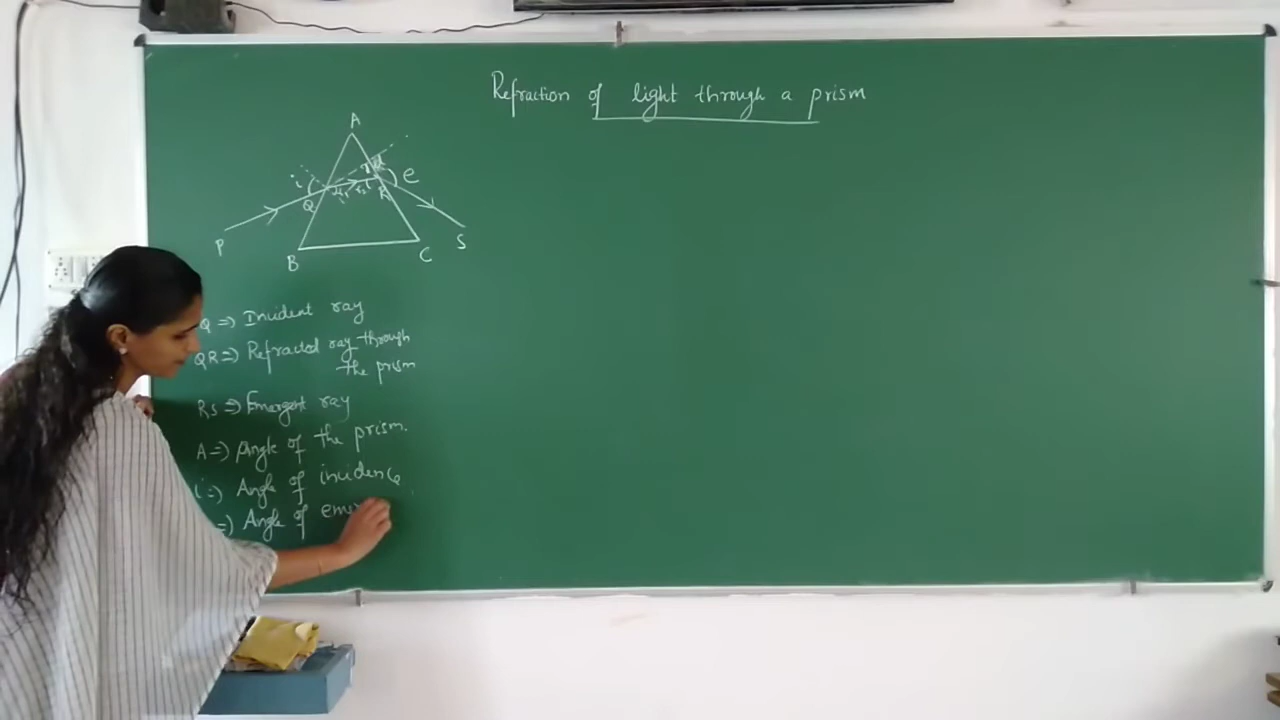 Refraction of light through a prism
A
i
e
Q
R
P
S
B
C
Q => Incident ray
QR => Refracted ray through
the prism
RS => Emergent ray
A => Angle of the prism.
i => Angle of incidence
=> Angle of eme